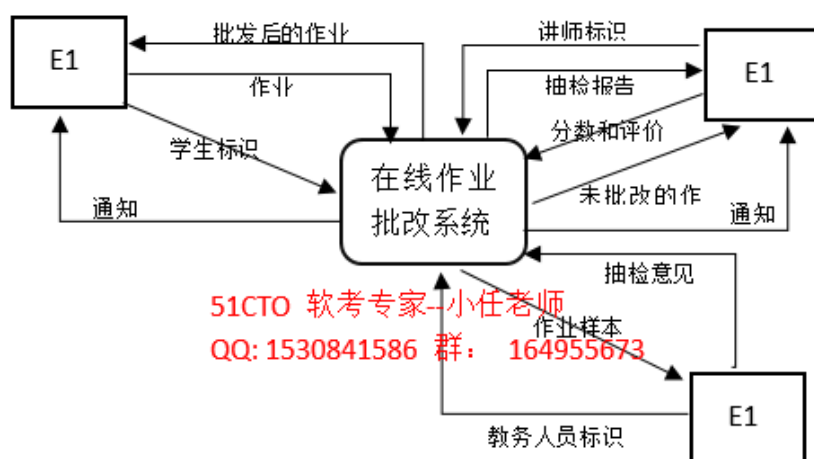 批发后的作业
讲师标识
E1
E1
作业
抽检报告
分数和评价
学生标识
在线作业
批改系统
未批改的作
通知
通知
抽检意见
51CTO 软考专家--小任老师
作业样本
QQ: 1530841586 群： 164955673
E1
教务人员标识